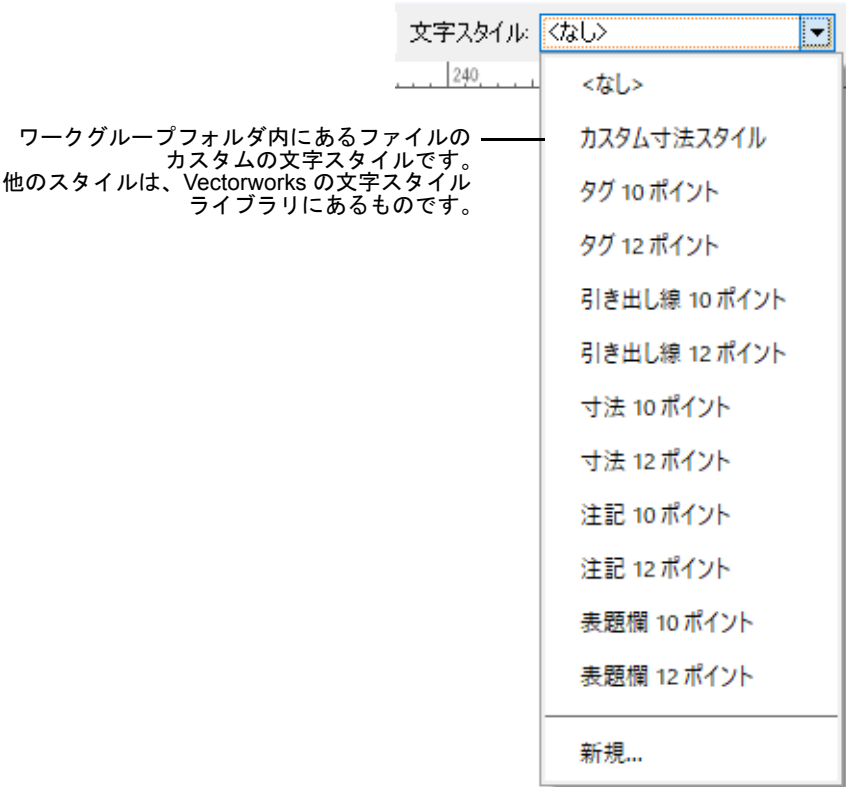 文字スタイル: <なし>
240
<なし>
ワークグループフォルダ内にあるファイルの
カスタムの文字スタイルです。
他のスタイルは、Vectorworks の文字スタイル
ライブラリにあるものです。
カスタム寸法スタイル
タグ 10 ポイント
タグ 12 ポイント
引き出し線 10 ポイント
引き出し線 12 ポイント
寸法 10 ポイント
寸法 12 ポイント
注記 10 ポイント
注記 12 ポイント
表題欄 10 ポイント
表題欄 12 ポイント
新規...